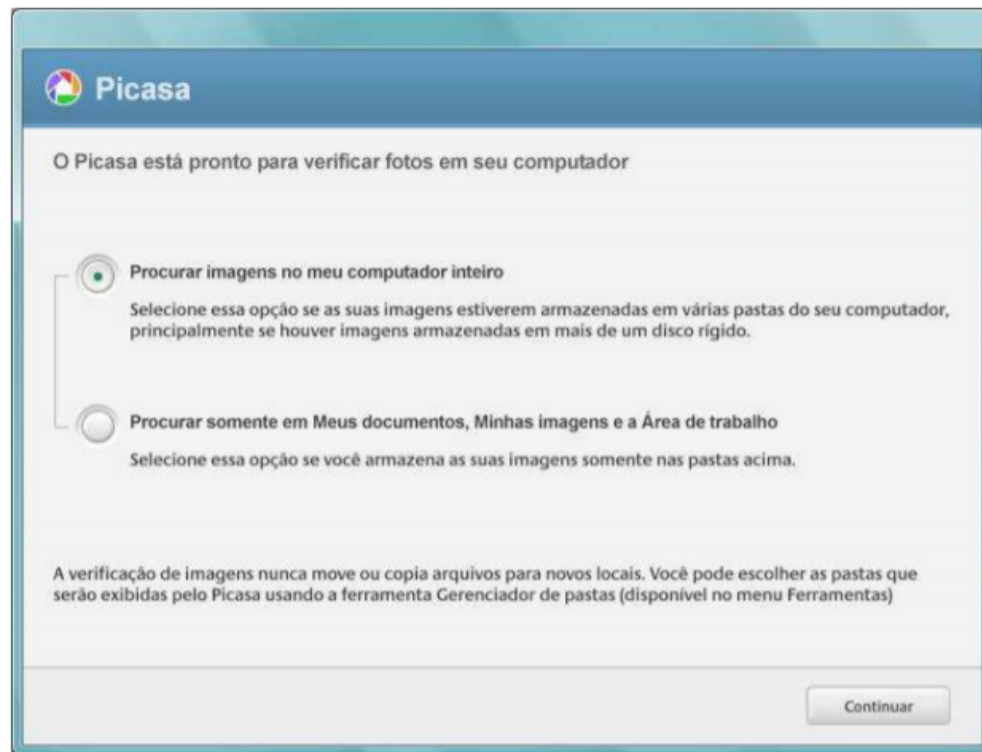 Picasa
O Picasa está pronto para verificar fotos em seu computador
Procurar imagens no meu computador inteiro
Selecione essa opção se as suas imagens estiverem armazenadas em várias pastas do seu computador,
principalmente se houver imagens armazenadas em mais de um disco rígido.
Procurar somente em Meus documentos, Minhas imagens e a Área de trabalho
Selecione essa opção se você armazena as suas imagens somente nas pastas acima.
A verificação de imagens nunca move ou copia arquivos para novos locais. Você pode escolher as pastas que
serão exibidas pelo Picasa usando a ferramenta Gerenciador de pastas (disponível no menu Ferramentas)
Continuar